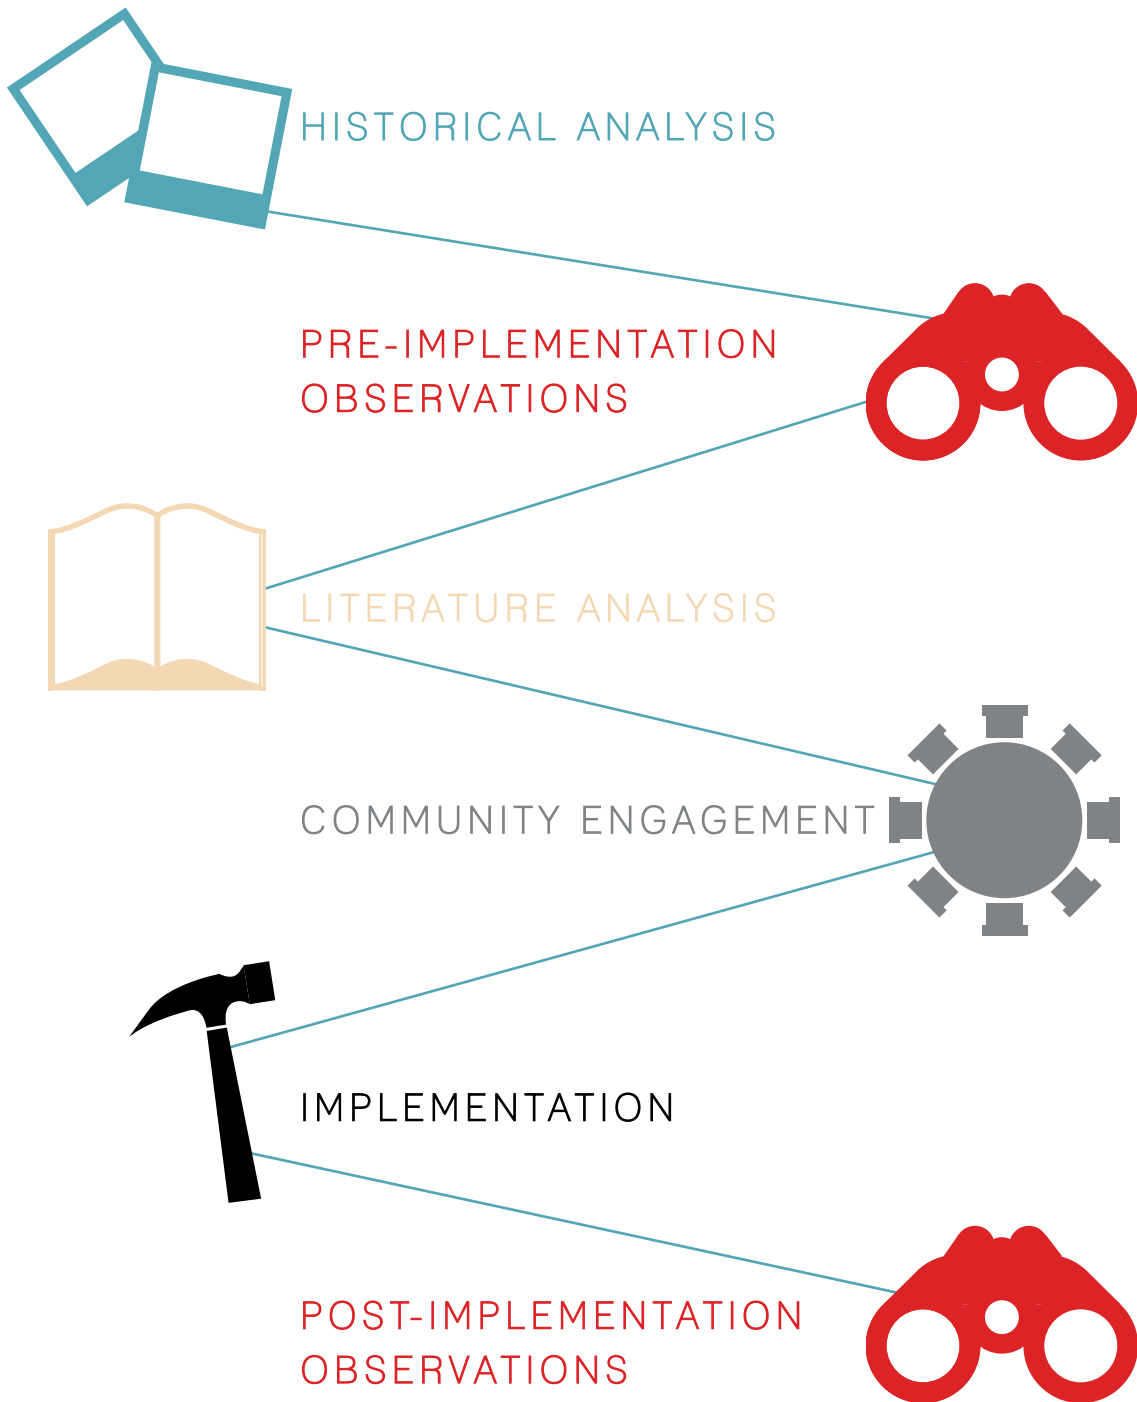 HISTORICAL ANALYSIS
PRE-IMPLEMENTATION
OBSERVATIONS
LITERATURE ANALYSIS
COMMUNITY ENGAGEMENT
IMPLEMENTATION
POST-IMPLEMENTATION
OBSERVATIONS